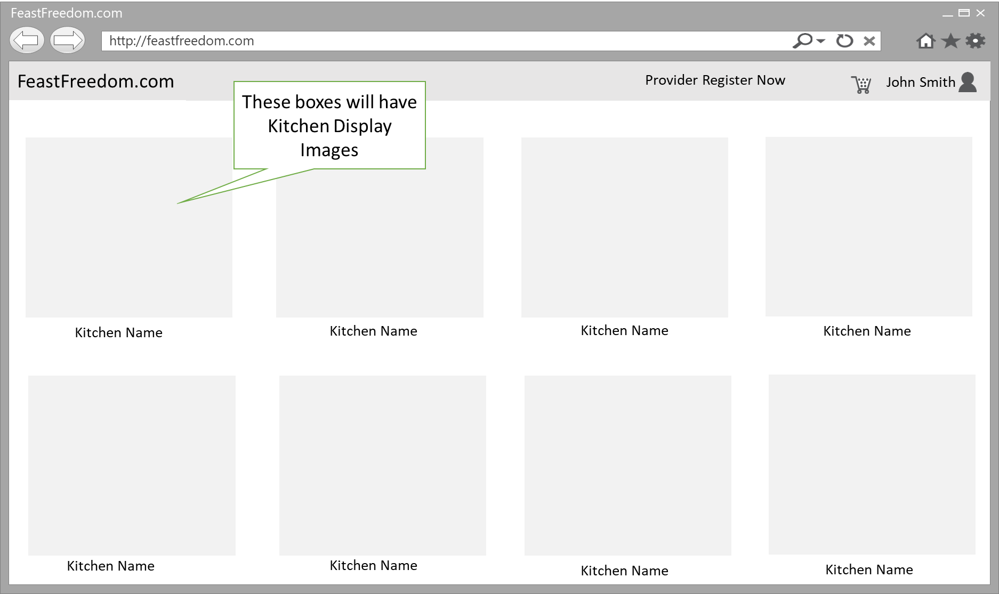 FeastFreedom.com
http://feastfreedom.com
FeastFreedom.com
Provider Register Now
John Smith
These boxes will have
Kitchen Display
Images
Kitchen Name
Kitchen Name
Kitchen Name
Kitchen Name
Kitchen Name
Kitchen Name
Kitchen Name
Kitchen Name